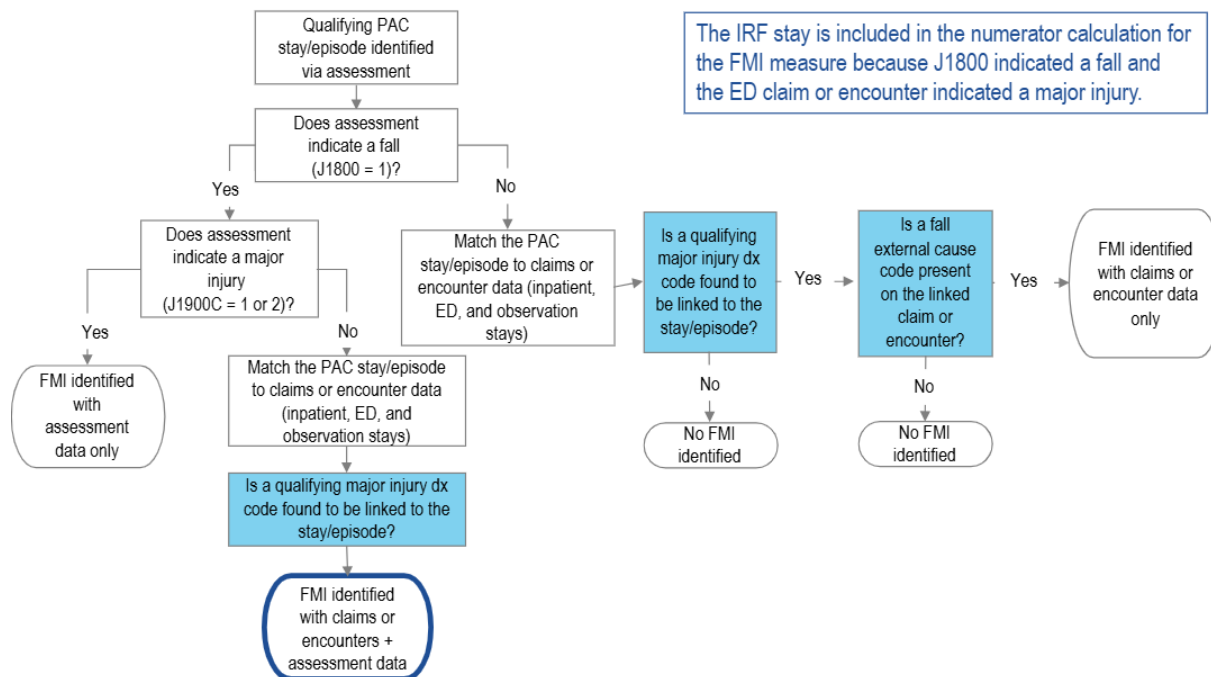 Qualifying PAC
stay/episode identified
via assessment
The IRF stay is included in the numerator calculation for
the FMI measure because J1800 indicated a fall and
the ED claim or encounter indicated a major injury.
Does assessment
indicate a fall
(J1800 = 1)?
Yes
No
Does assessment
indicate a major
injury
(J1900C = 1 or 2)?
Match the PAC
stay/episode to claims or
encounter data (inpatient,
ED, and observation
stays)
Is a qualifying
major injury dx
code found to
be linked to the
stay/episode?
Yes
Is a fall
external cause
code present
on the linked
claim or
encounter?
Yes
FMI identified
with claims or
encounter data
only
Yes
No
FMI identified
with
assessment
data only
Match the PAC stay/episode
to claims or encounter data
(inpatient, ED, and
observation stays)
No
No FMI
identified
No
No FMI
identified
Is a qualifying major injury dx
code found to be linked to the
stay/episode?
FMI identified
with claims or
encounters +
assessment data